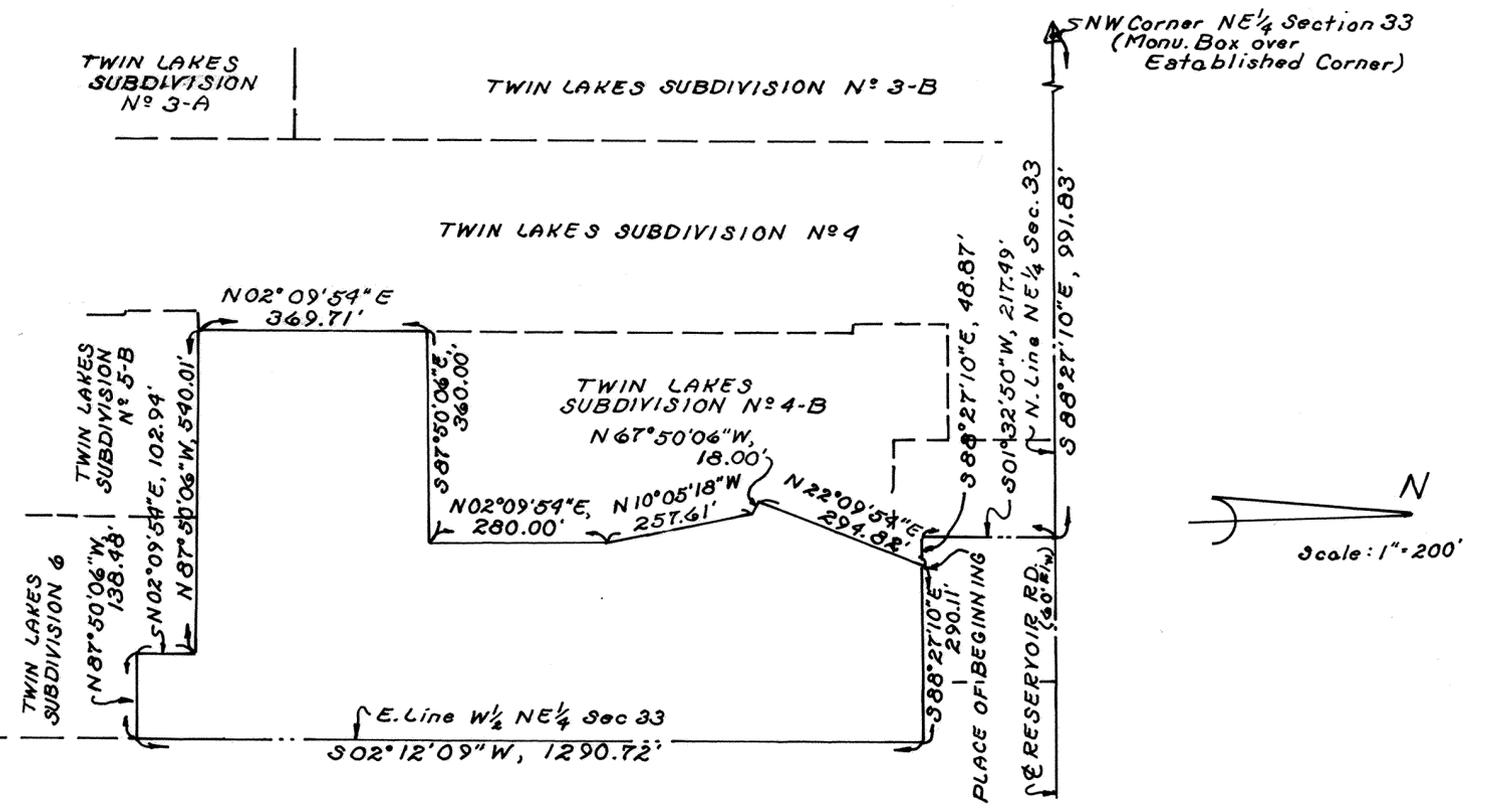 NW Corner NE¼ Section 33
(Monu. Box over
Eatablished Corner)
TWIN LAKES
SUBDIVISION
Nº 3-A
TWIN LAKES SUBDIVISION Nº 3-B
TWIN LAKES SUBDIVISION Nº 4
N02°09'54"E
369.71'
S87°50'06"E,
360.00'
TWIN LAKES
SUBDIVISION Nº 4-B
N67°50'06"W,
18.00'
N02°09'54"E,
280.00'
N10°05'18"W
257.61'
N22°09'54"E
294.82'
S88°27'10"E, 48.87'
S01°32'50"W, 217.49'
N. Line NE¼ Sec. 33
S88°27'10"E, 991.83'
TWIN LAKES
SUBDIVISION
Nº 5-B
N02°09'54"E, 102.94'
N87°50'06"W, 540.01'
TWIN LAKES
SUBDIVISION 6
N87°50'06"W,
138.48'
S88°27'10"E
290.11'
PLACE OF BEGINNING
℄ RESERVOIR RD.
(60' R/W)
E. Line W½ NE¼ Sec 33
S02°12'09"W, 1290.72'
N
Scale: 1"=200'